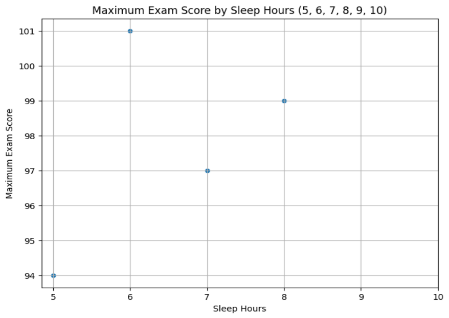 Maximum Exam Score by Sleep Hours (5, 6, 7, 8, 9, 10)
Maximum Exam Score
101
100
99
98
97
96
95
94
5 6 7 8 9 10
Sleep Hours